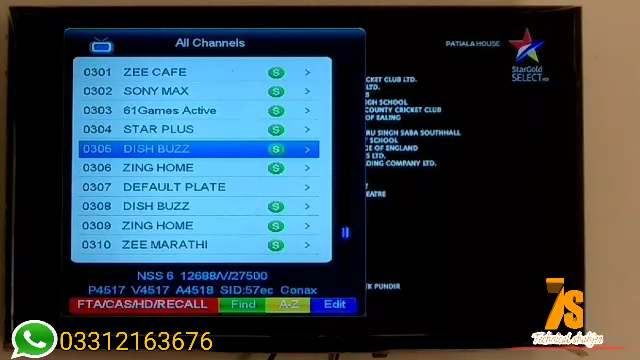 All Channels
0301 ZEE CAFE S >
0302 SONY MAX S >
0303 61Games Active S >
0304 STAR PLUS S >
0305 DISH BUZZ S >
0306 ZING HOME S >
0307 DEFAULT PLATE >
0308 DISH BUZZ S >
0309 ZING HOME S >
0310 ZEE MARATHI S >
NSS 6 12688/V/27500
P4517 V4517 A4518 SID:57ec Conax
FTA/CAS/HD/RECALL Find A-Z Edit
PATIALA HOUSE
StarGold
SELECT HD
CKET CLUB LTD.
LTD.
IGH SCHOOL
COUNTY CRICKET CLUB
OF EALING
RU SINGH SABA SOUTHHALL
GE OF ENGLAND
S LTD.
DING COMPANY LTD.
EATRE
K PUNDIR
7S
03312163676